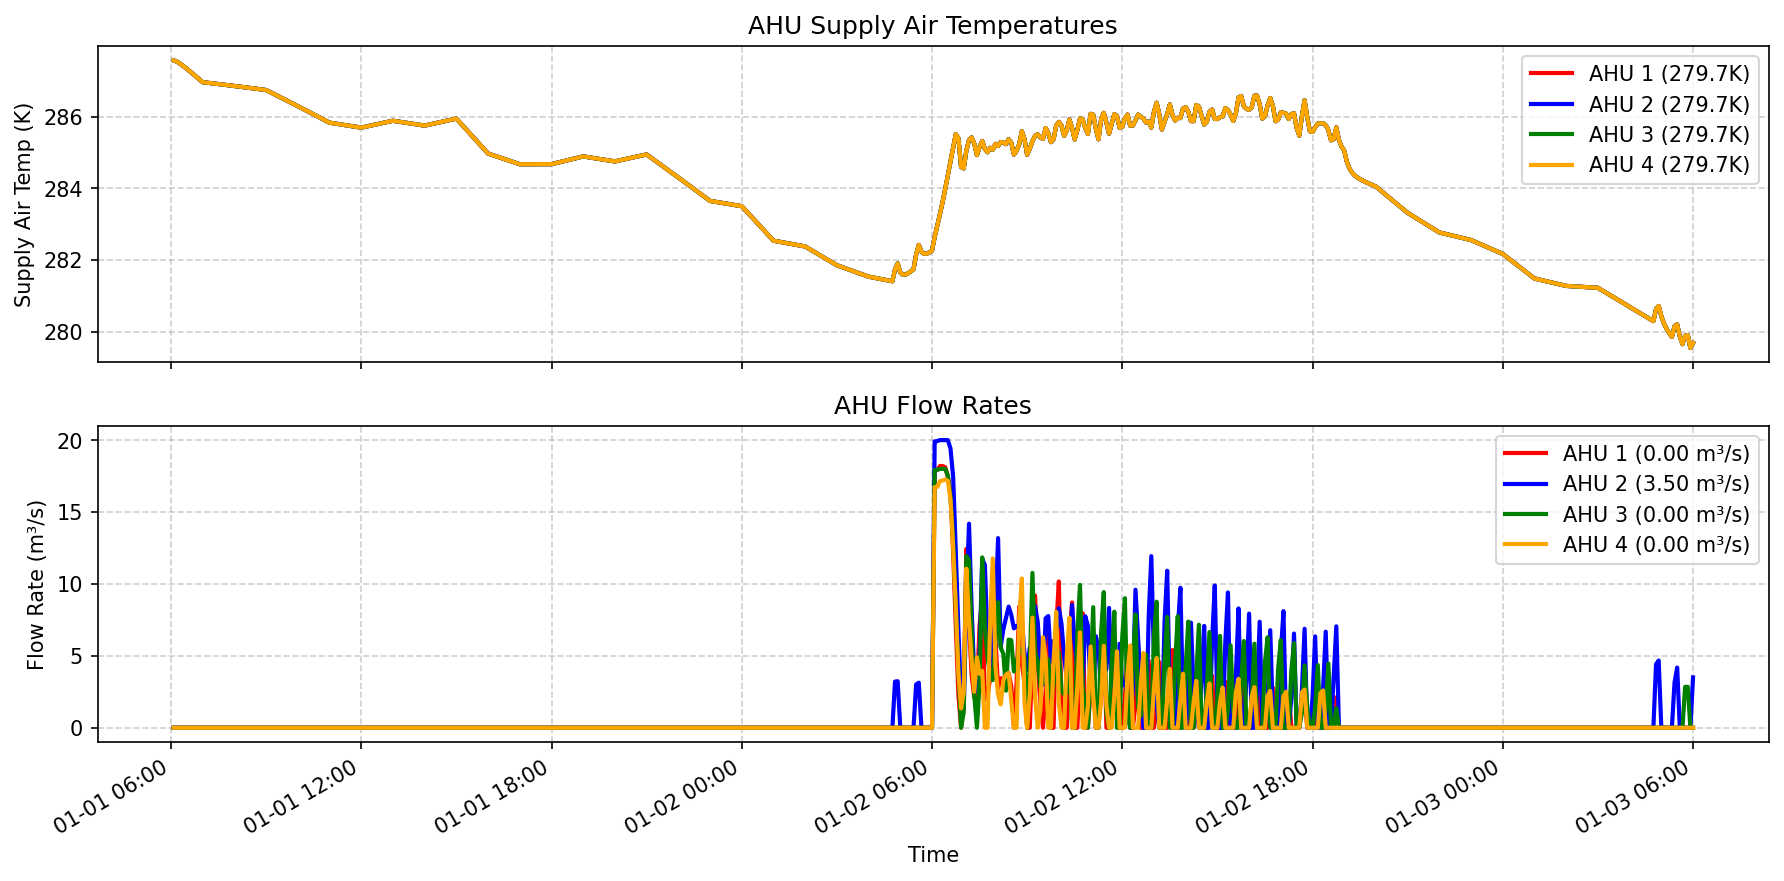 AHU Supply Air Temperatures
Supply Air Temp (K)
286
284
282
280
AHU 1 (279.7K)
AHU 2 (279.7K)
AHU 3 (279.7K)
AHU 4 (279.7K)
AHU Flow Rates
Flow Rate (m³/s)
20
15
10
5
0
AHU 1 (0.00 m³/s)
AHU 2 (3.50 m³/s)
AHU 3 (0.00 m³/s)
AHU 4 (0.00 m³/s)
01-01 06:00
01-01 12:00
01-01 18:00
01-02 00:00
01-02 06:00
01-02 12:00
01-02 18:00
01-03 00:00
01-03 06:00
Time